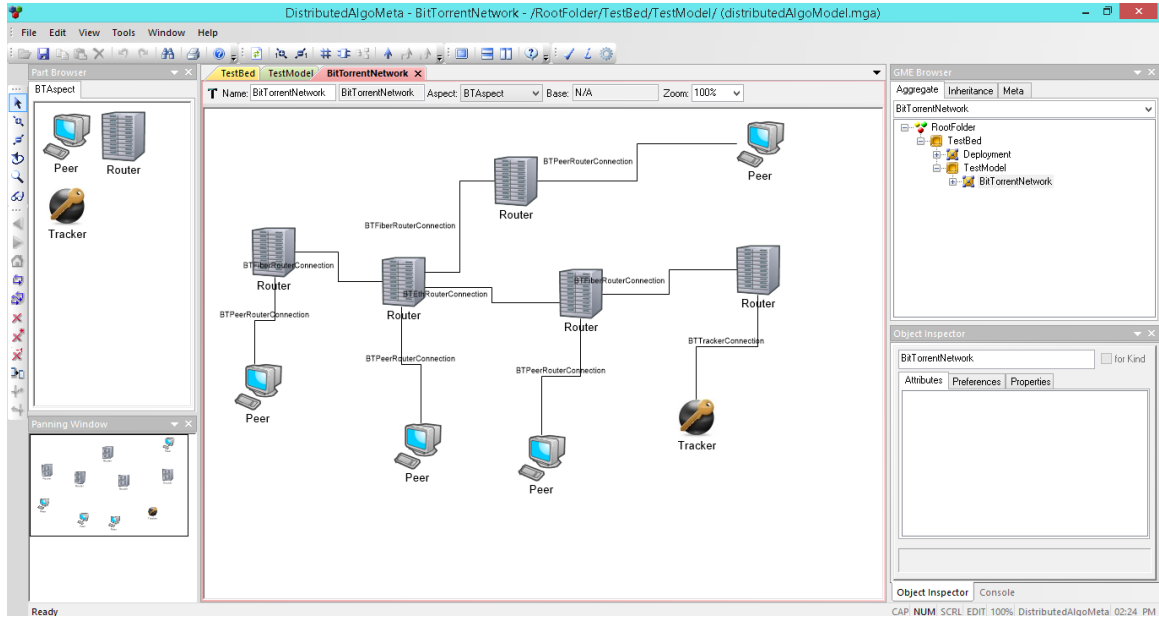 DistributedAlgoMeta - BitTorrentNetwork - /RootFolder/TestBed/TestModel/ (distributedAlgoModel.mga)
File Edit View Tools Window Help
Part Browser
BTAspect
Peer Router
Tracker
Panning Window
TestBed TestModel BitTorrentNetwork
Name: BitTorrentNetwork BitTorrentNetwork Aspect: BTAspect Base: N/A Zoom: 100%
BTPeerRouterConnection
Peer
Router
BTFiberRouterConnection
BTFiberRouterConnection
Router
BTEthRouterConnection
Router
BTFiberRouterConnection
Router
Router
BTPeerRouterConnection
BTPeerRouterConnection
BTPeerRouterConnection
BTTrackerConnection
Peer
Peer
Peer
Tracker
GME Browser
Aggregate Inheritance Meta
BitTorrentNetwork
RootFolder
TestBed
Deployment
TestModel
BitTorrentNetwork
Object Inspector
BitTorrentNetwork for Kind
Attributes Preferences Properties
Object Inspector Console
Ready
CAP NUM SCRL EDIT 100% DistributedAlgoMeta 02:24 PM